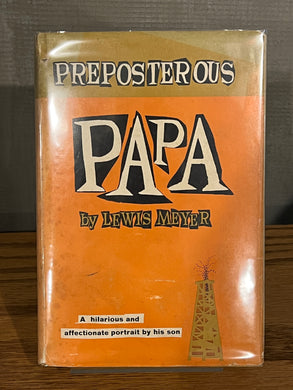 PREPOSTEROUS
PAPA
by LEWIS MEYER
A hilarious and
affectionate portrait by his son